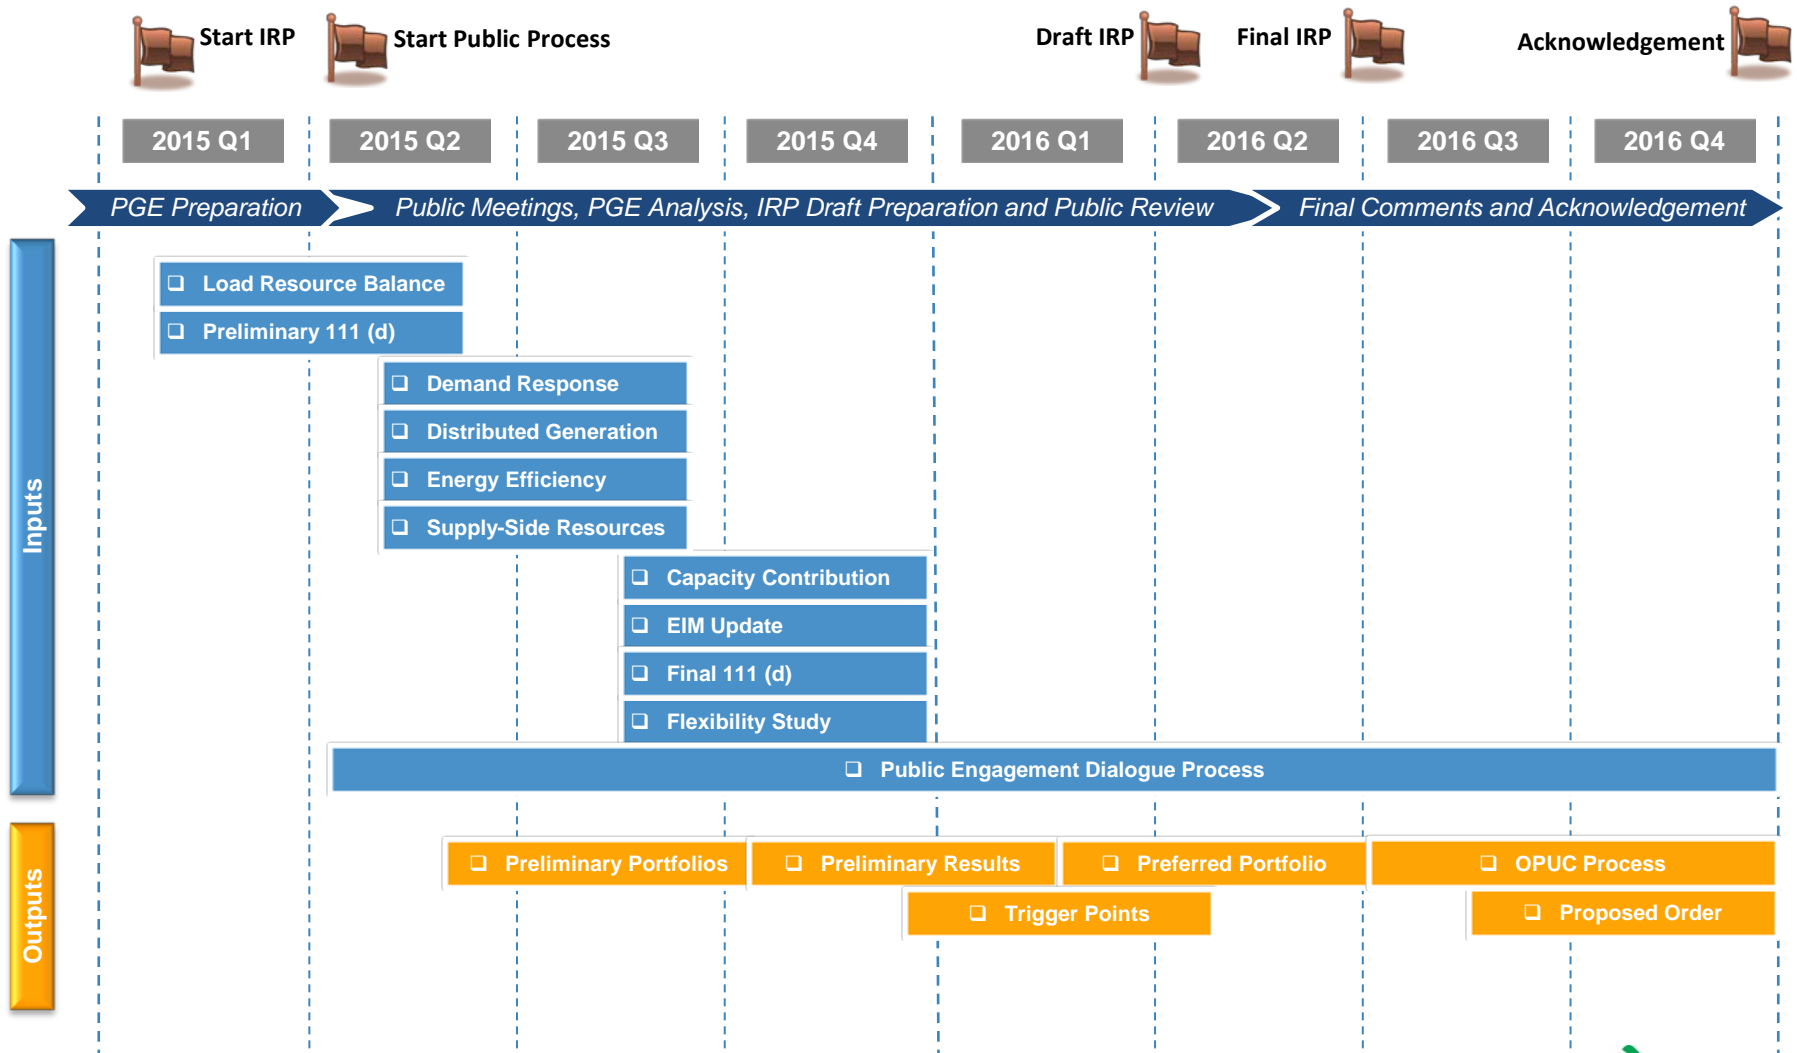 Start IRP
Start Public Process
Draft IRP
Final IRP
Acknowledgement
2015 Q1
2015 Q2
2015 Q3
2015 Q4
2016 Q1
2016 Q2
2016 Q3
2016 Q4
PGE Preparation
Public Meetings, PGE Analysis, IRP Draft Preparation and Public Review
Final Comments and Acknowledgement
Inputs
Load Resource Balance
Preliminary 111 (d)
Demand Response
Distributed Generation
Energy Efficiency
Supply-Side Resources
Capacity Contribution
EIM Update
Final 111 (d)
Flexibility Study
Public Engagement Dialogue Process
Outputs
Preliminary Portfolios
Preliminary Results
Preferred Portfolio
OPUC Process
Trigger Points
Proposed Order